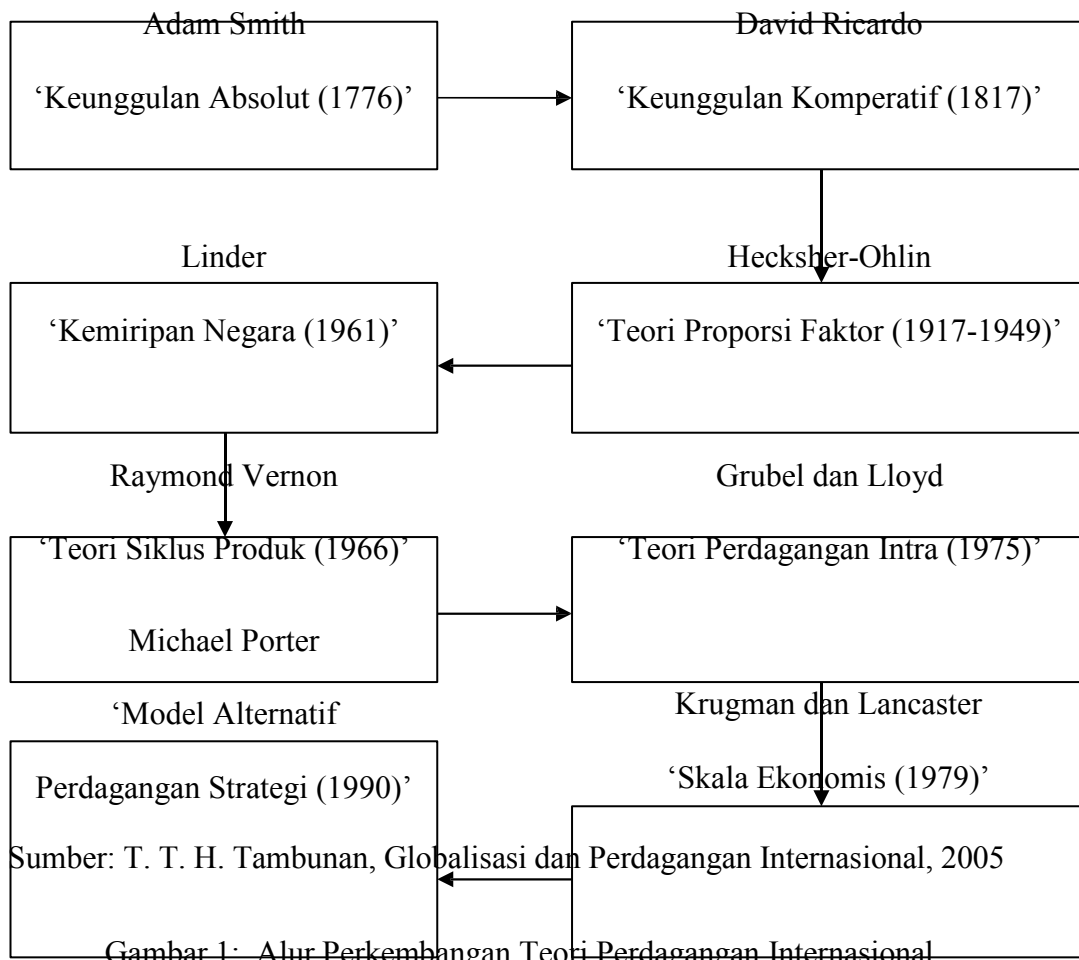 Adam Smith
‘Keunggulan Absolut (1776)’
David Ricardo
‘Keunggulan Komperatif (1817)’
Hecksher-Ohlin
‘Teori Proporsi Faktor (1917-1949)’
Linder
‘Kemiripan Negara (1961)’
Raymond Vernon
‘Teori Siklus Produk (1966)’
Grubel dan Lloyd
‘Teori Perdagangan Intra (1975)’
Krugman dan Lancaster
‘Skala Ekonomis (1979)’
Michael Porter
‘Model Alternatif
Perdagangan Strategi (1990)’
Sumber: T. T. H. Tambunan, Globalisasi dan Perdagangan Internasional, 2005
Gambar 1: Alur Perkembangan Teori Perdagangan Internasional